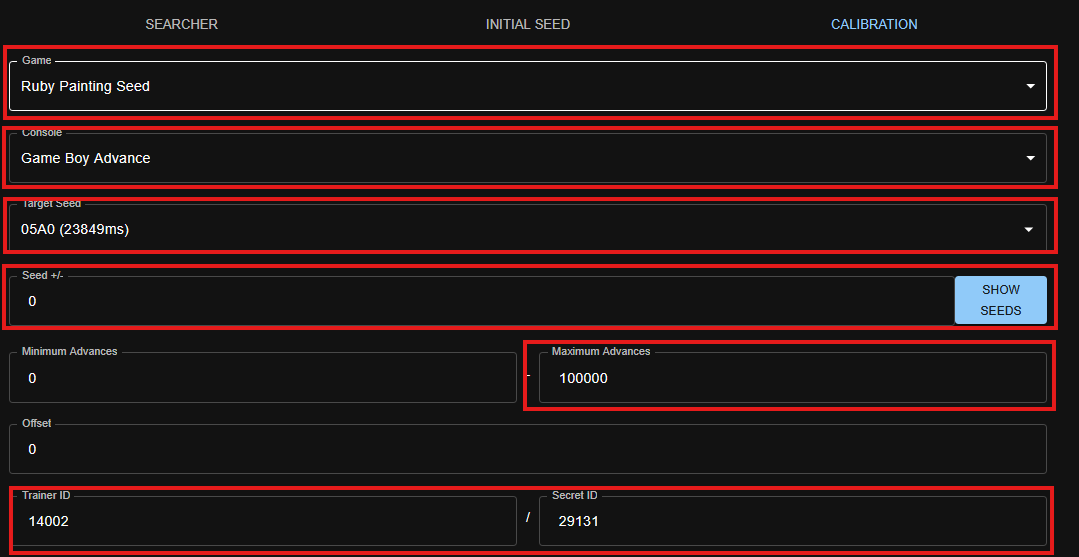 SEARCHER INITIAL SEED CALIBRATION
Game
Ruby Painting Seed
Console
Game Boy Advance
Target Seed
05A0 (23849ms)
Seed +/-
0
SHOW
SEEDS
Minimum Advances
0
-
Maximum Advances
100000
Offset
0
Trainer ID
14002
/
Secret ID
29131